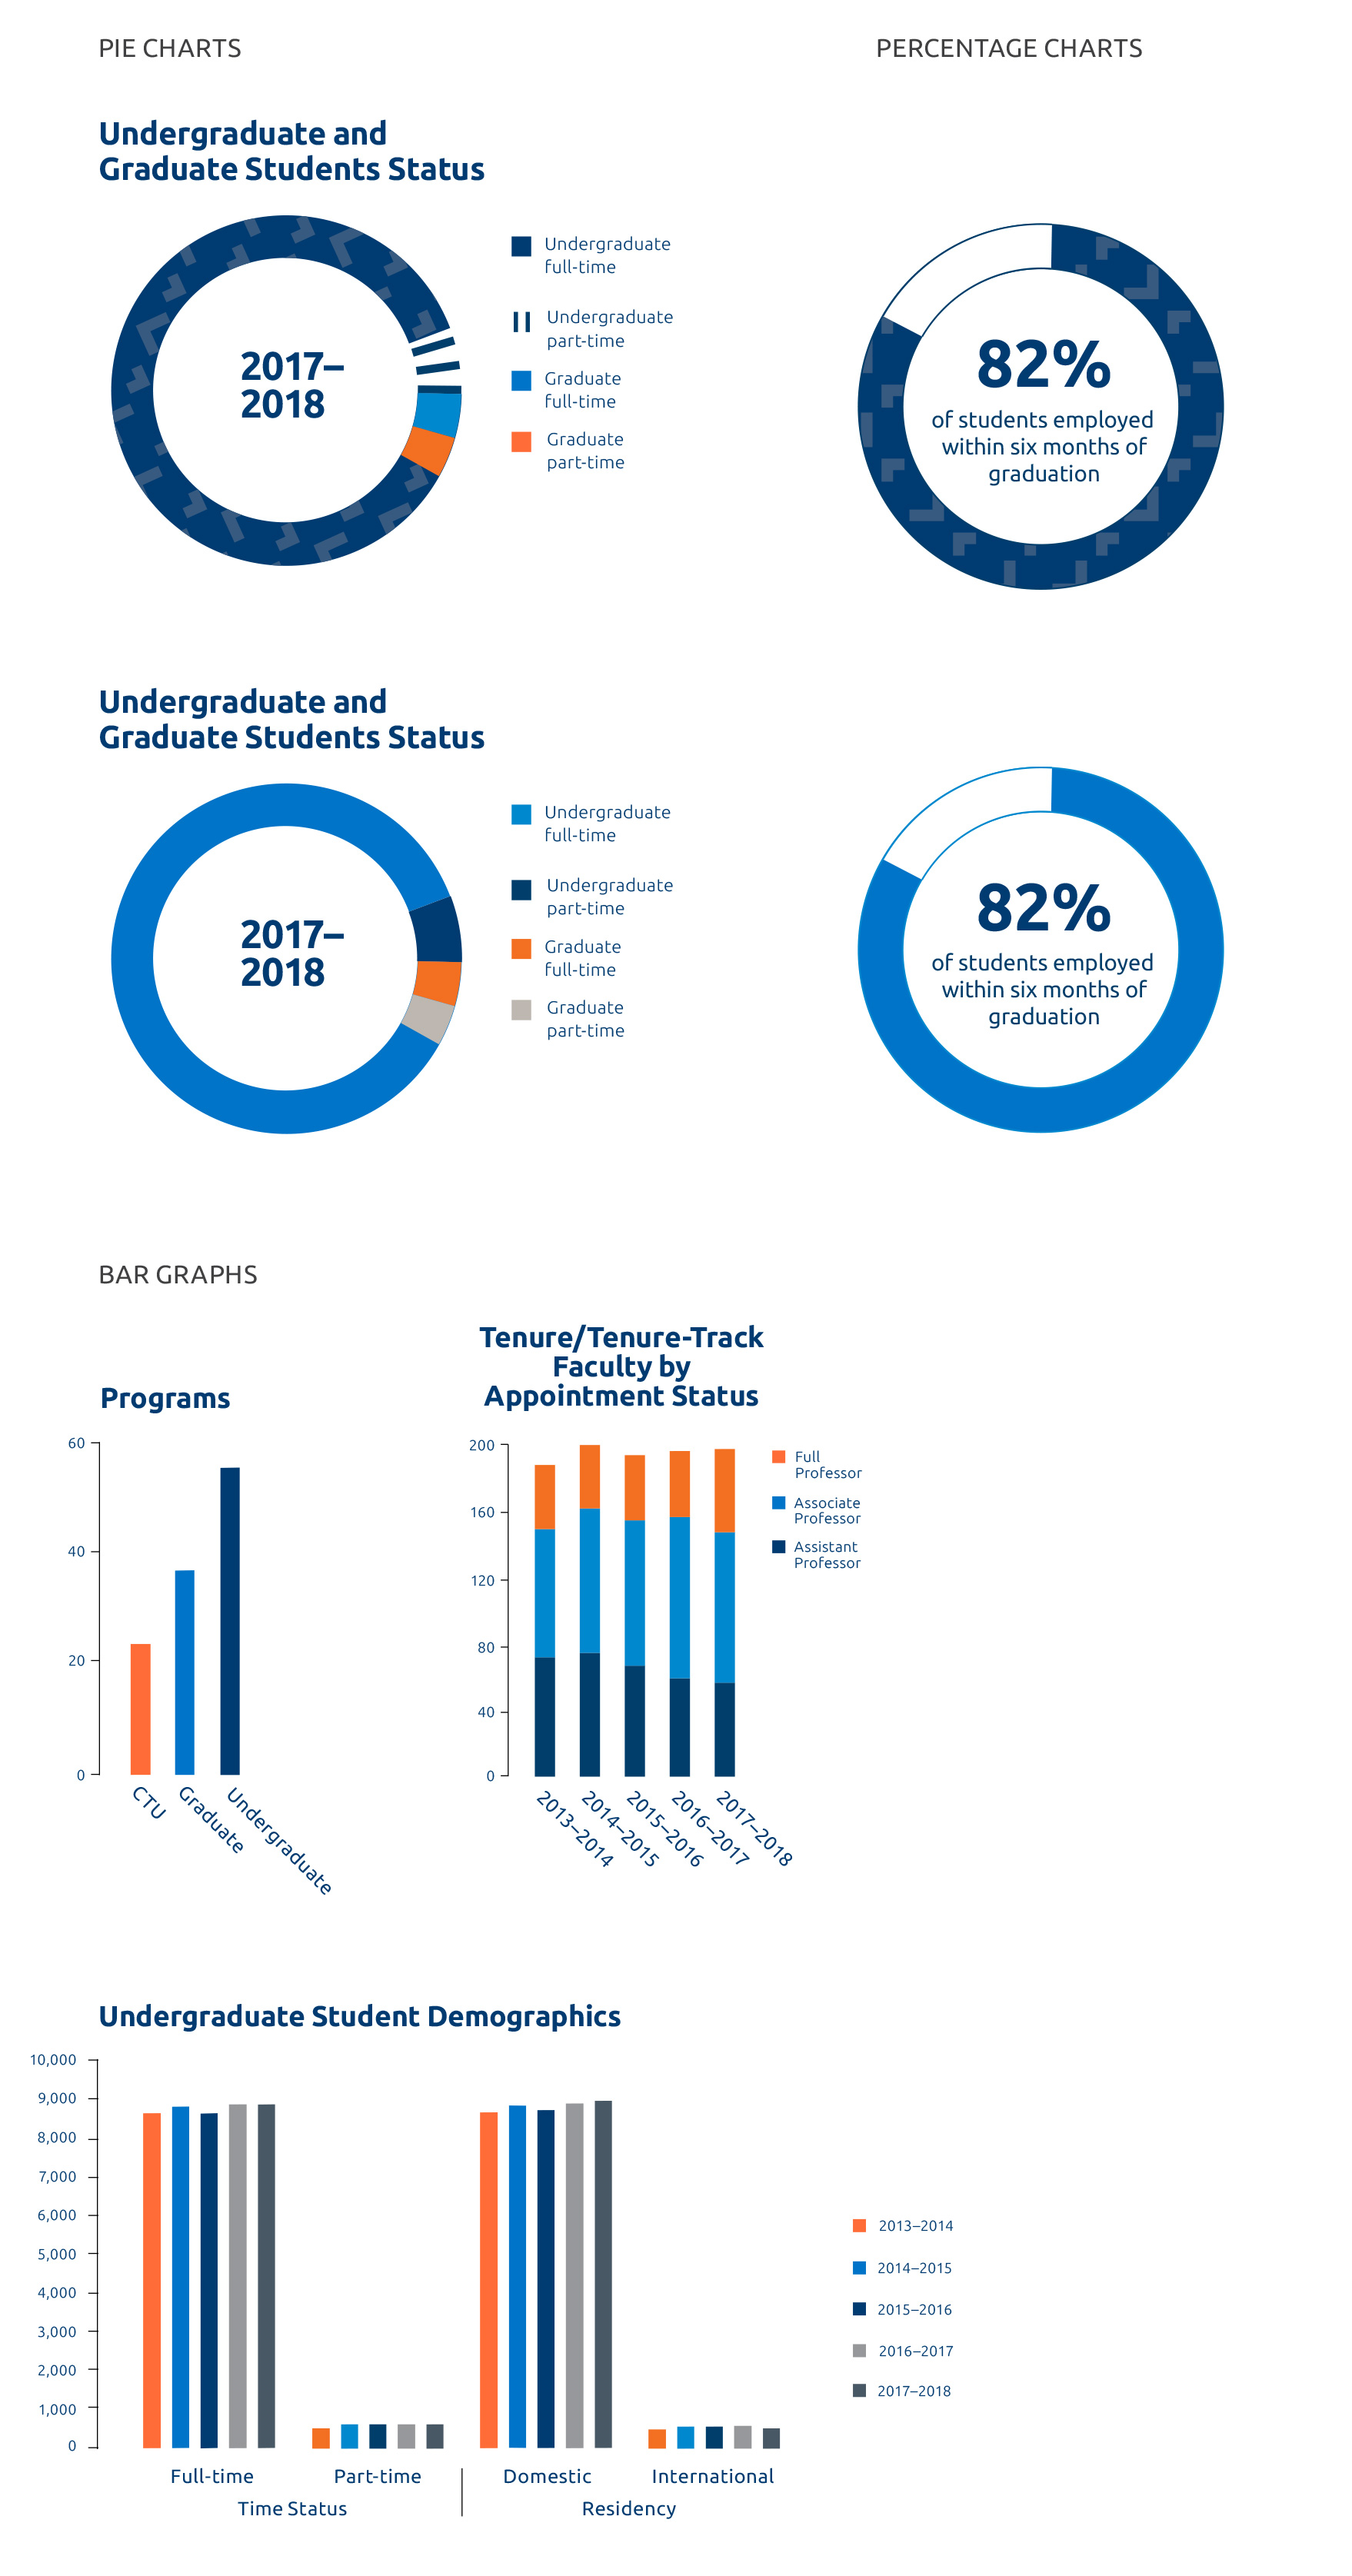 PIE CHARTS
PERCENTAGE CHARTS
Undergraduate and
Graduate Students Status
2017–
2018
Undergraduate
full-time
Undergraduate
part-time
Graduate
full-time
Graduate
part-time
82%
of students employed
within six months of
graduation
Undergraduate and
Graduate Students Status
2017–
2018
Undergraduate
full-time
Undergraduate
part-time
Graduate
full-time
Graduate
part-time
82%
of students employed
within six months of
graduation
BAR GRAPHS
Programs
60
40
20
0
CTU
Graduate
Undergraduate
Tenure/Tenure-Track
Faculty by
Appointment Status
200
160
120
80
40
0
2013–2014
2014–2015
2015–2016
2016–2017
2017–2018
Full
Professor
Associate
Professor
Assistant
Professor
Undergraduate Student Demographics
10,000
9,000
8,000
7,000
6,000
5,000
4,000
3,000
2,000
1,000
0
Full-time
Part-time
Domestic
International
Time Status
Residency
2013–2014
2014–2015
2015–2016
2016–2017
2017–2018